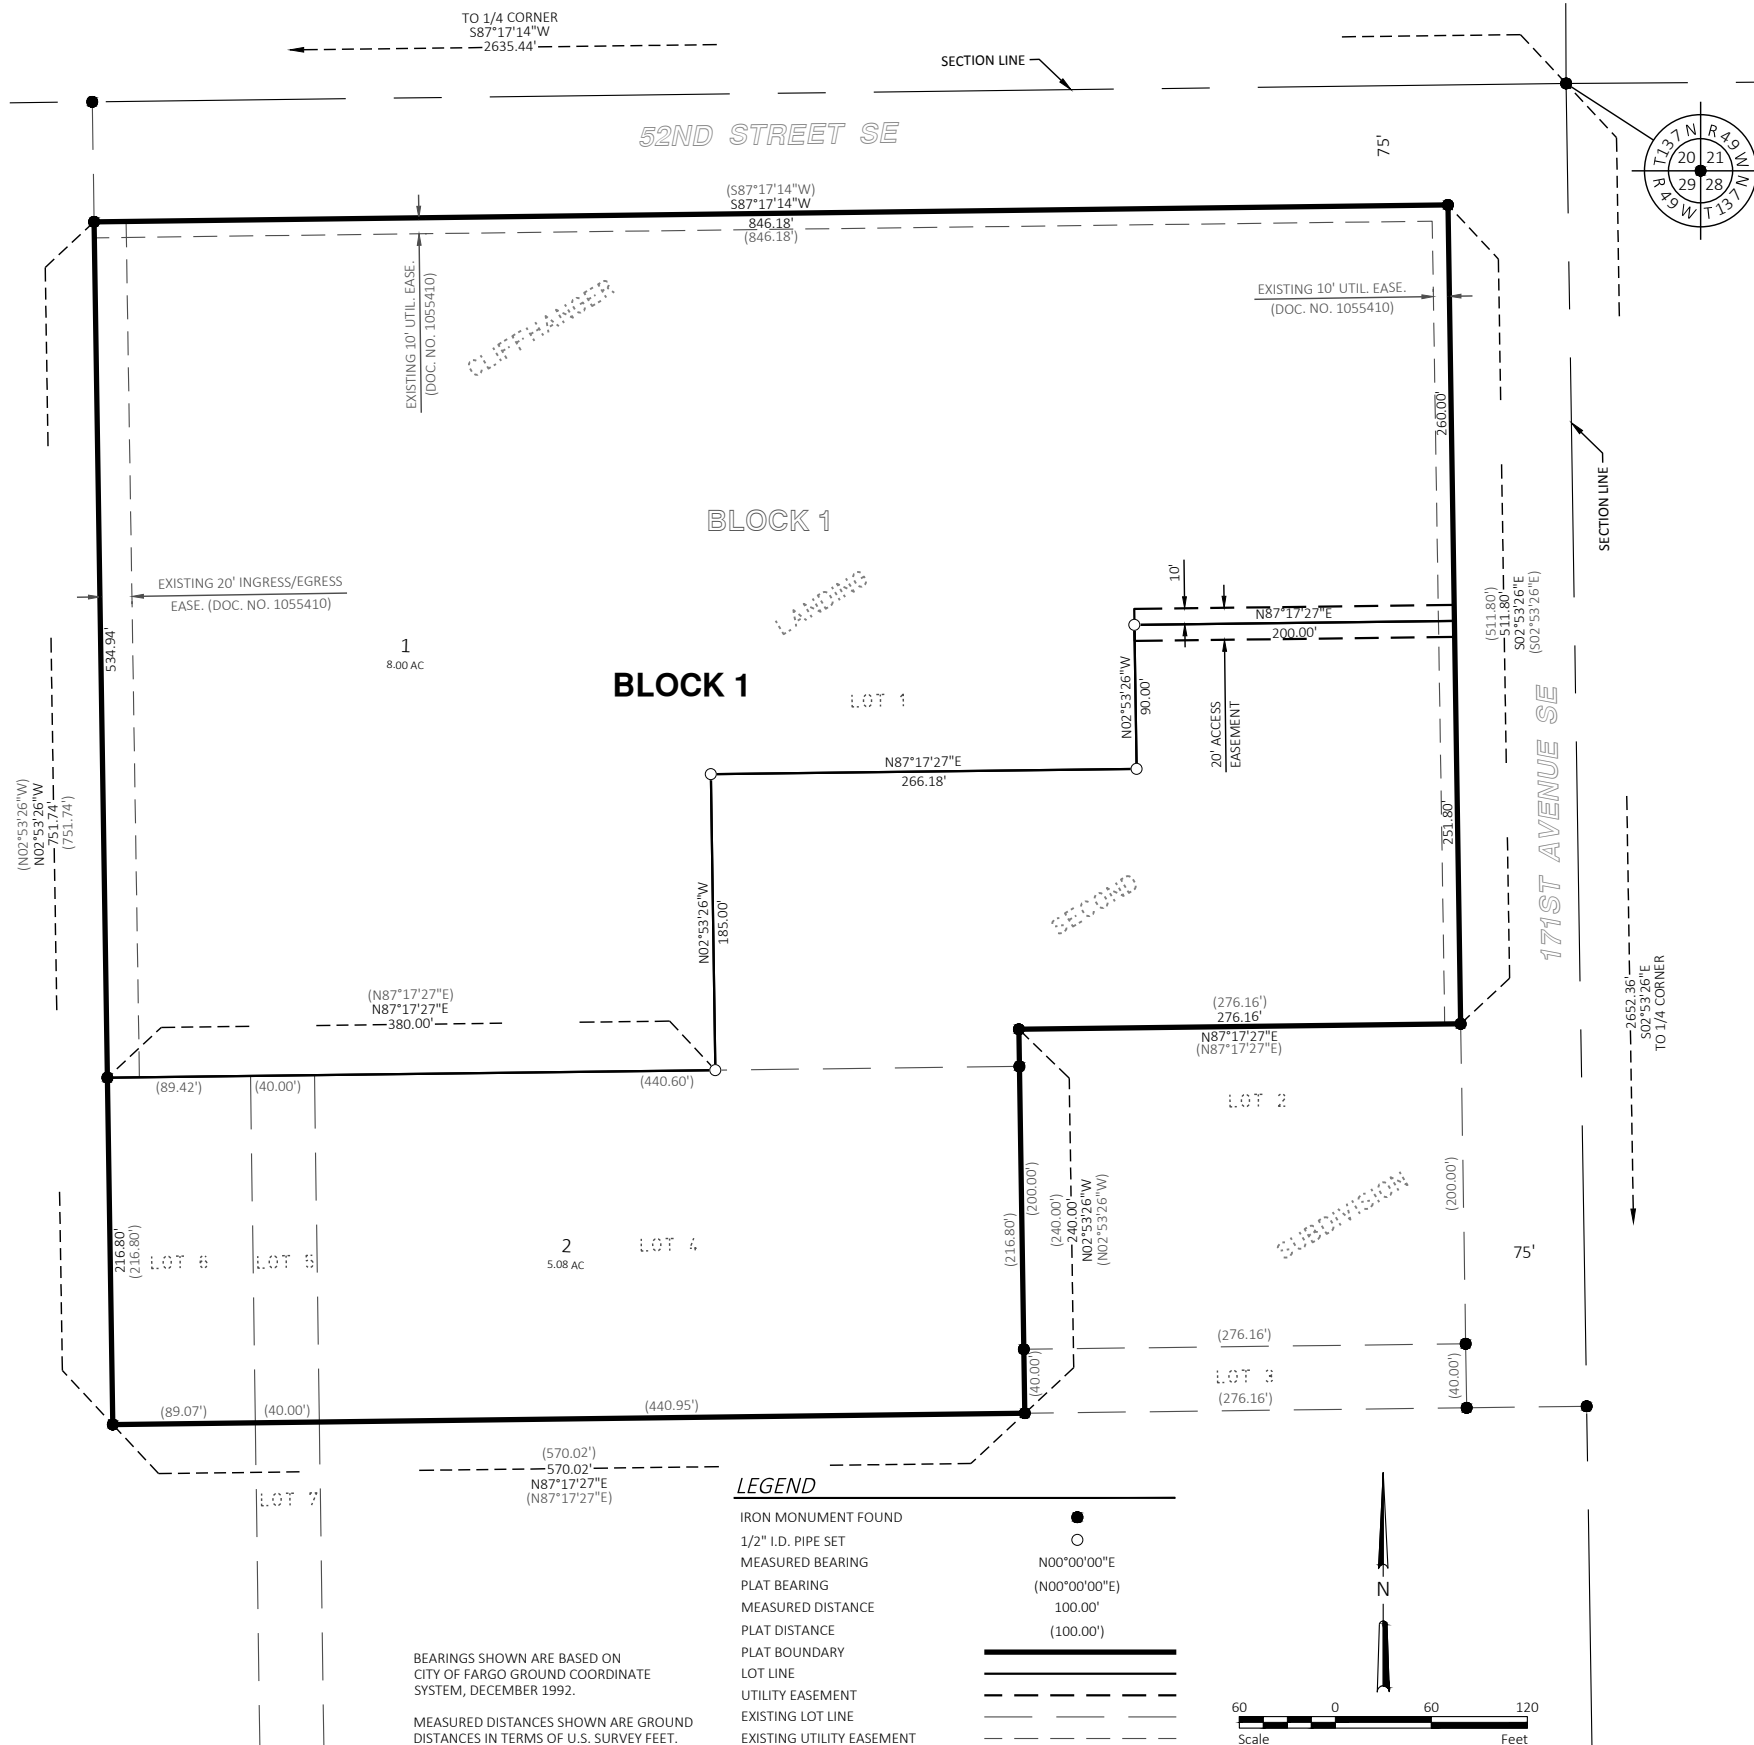 TO 1/4 CORNER
S87°17'14"W
2635.44'
SECTION LINE
52ND STREET SE
75'
T137N R49W
20 21
29 28
R49W T137N
(S87°17'14"W)
S87°17'14"W
846.18'
(846.18')
EXISTING 10' UTIL. EASE.
(DOC. NO. 1055410)
CLIFFHANGER
EXISTING 10' UTIL. EASE.
(DOC. NO. 1055410)
260.00'
SECTION LINE
BLOCK 1
EXISTING 20' INGRESS/EGRESS
EASE. (DOC. NO. 1055410)
LANDING
10'
N87°17'27"E
200.00'
(511.80')
511.80'
S02°53'26"E
(S02°53'26"E)
534.94'
1
8.00 AC
BLOCK 1
LOT 1
N02°53'26"W
90.00'
20' ACCESS
EASEMENT
171ST AVENUE SE
N87°17'27"E
266.18'
(N02°53'26"W)
N02°53'26"W
751.74'
(751.74')
251.80'
N02°53'26"W
185.00'
SECOND
2652.36'
S02°53'26"E
TO 1/4 CORNER
(N87°17'27"E)
N87°17'27"E
380.00'
(276.16')
276.16'
N87°17'27"E
(N87°17'27"E)
(89.42')
(40.00')
(440.60')
LOT 2
216.80'
(216.80')
LOT 6
LOT 5
2
5.08 AC
LOT 4
(216.80')
(200.00')
(240.00')
240.00'
N02°53'26"W
(N02°53'26"W)
SUBDIVISION
(200.00')
75'
(276.16')
LOT 3
(276.16')
(40.00')
(40.00')
(89.07')
(40.00')
(440.95')
(570.02')
570.02'
N87°17'27"E
(N87°17'27"E)
LOT 7
LEGEND
IRON MONUMENT FOUND
1/2" I.D. PIPE SET
MEASURED BEARING N00°00'00"E
PLAT BEARING (N00°00'00"E)
MEASURED DISTANCE 100.00'
PLAT DISTANCE (100.00')
PLAT BOUNDARY
LOT LINE
UTILITY EASEMENT
EXISTING LOT LINE
EXISTING UTILITY EASEMENT
BEARINGS SHOWN ARE BASED ON
CITY OF FARGO GROUND COORDINATE
SYSTEM, DECEMBER 1992.
MEASURED DISTANCES SHOWN ARE GROUND
DISTANCES IN TERMS OF U.S. SURVEY FEET.
N
60 0 60 120
Scale Feet